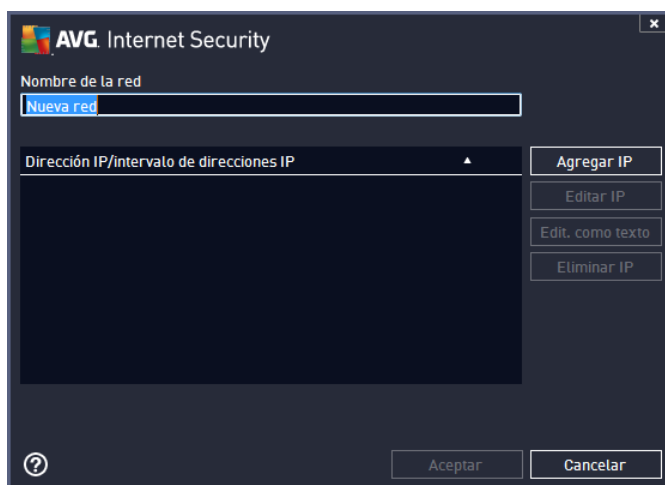 AVG. Internet Security
x
Nombre de la red
Nueva red
Dirección IP/intervalo de direcciones IP ▲
Agregar IP
Editar IP
Edit. como texto
Eliminar IP
?
Aceptar
Cancelar